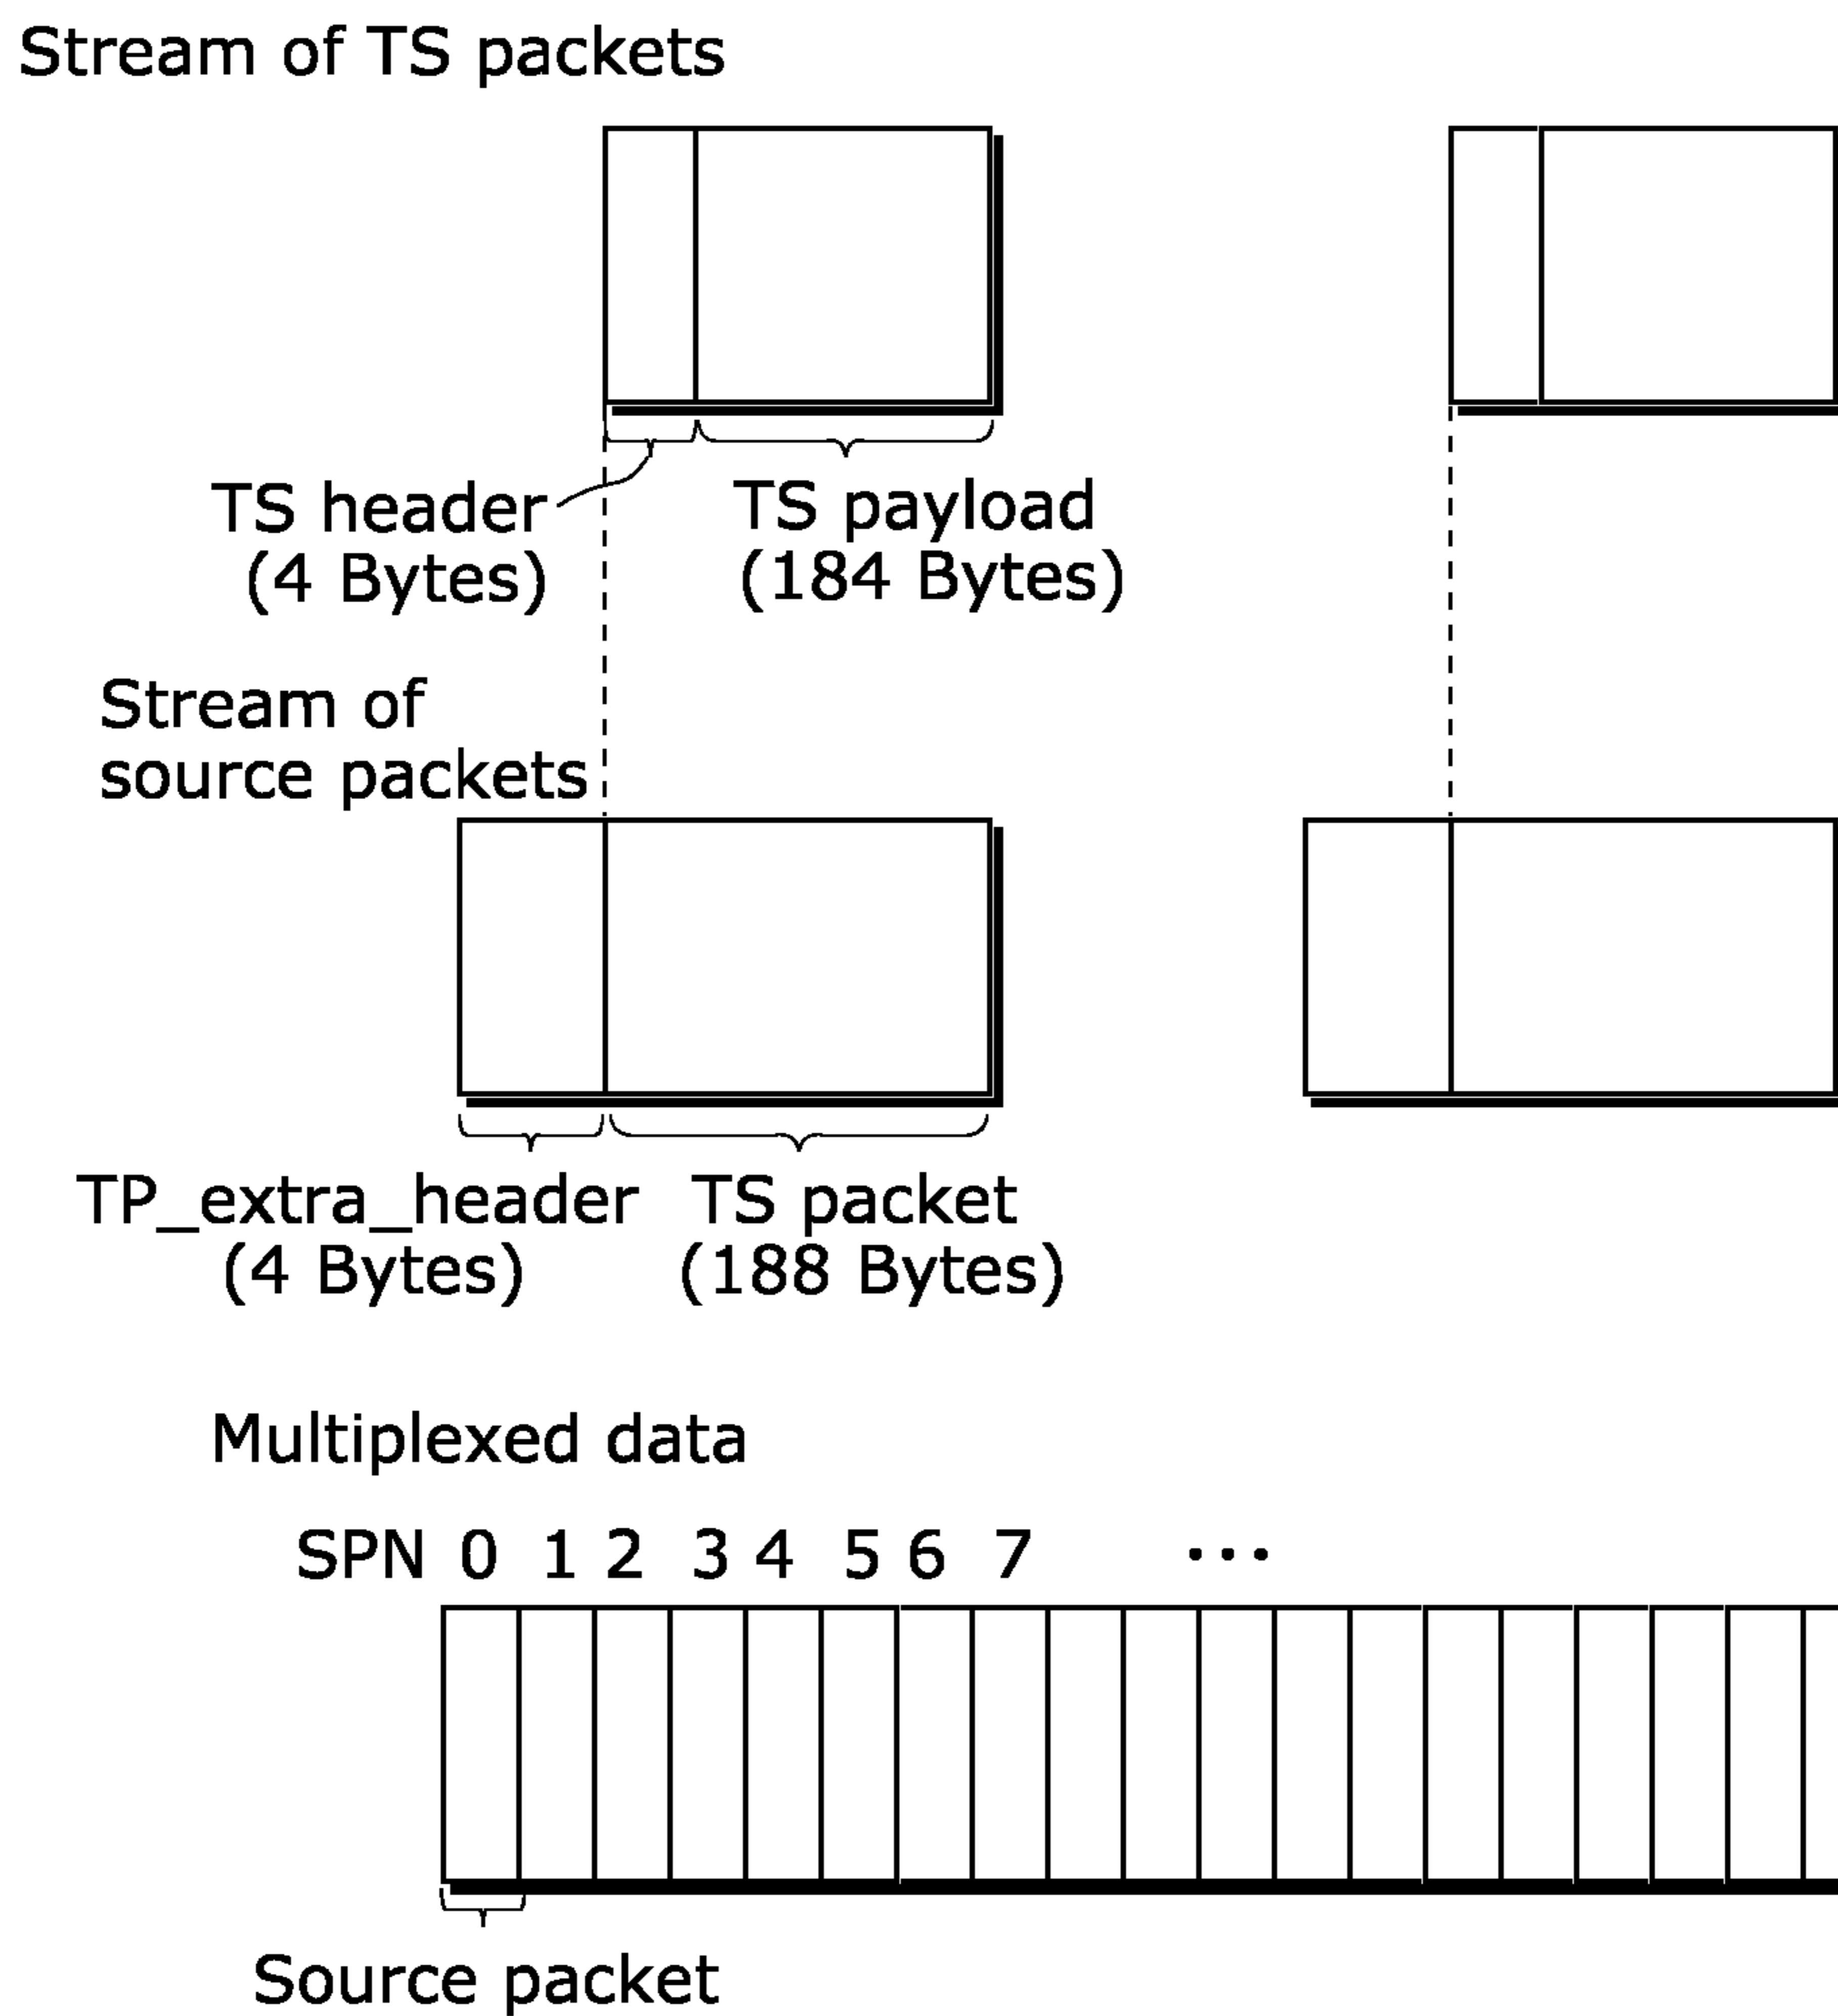 Stream of TS packets
TS header
(4 Bytes)
TS payload
(184 Bytes)
Stream of
source packets
TP_extra_header
(4 Bytes)
TS packet
(188 Bytes)
Multiplexed data
SPN 0 1 2 3 4 5 6 7 ...
Source packet